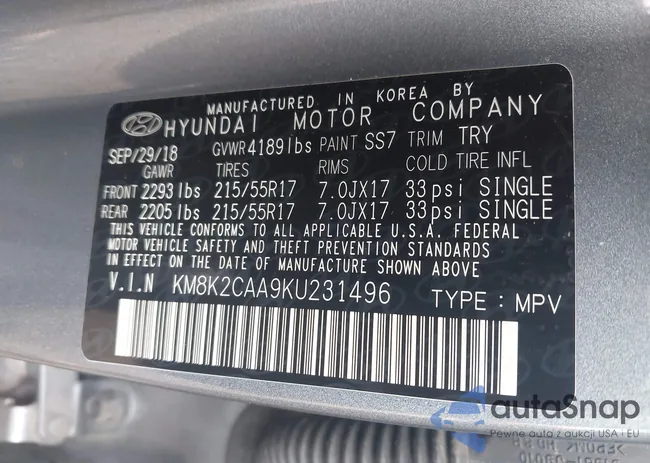 MANUFACTURED IN KOREA BY
HYUNDAI MOTOR COMPANY
SEP/29/18 GVWR4189lbs PAINT SS7 TRIM TRY
GAWR TIRES RIMS COLD TIRE INFL
FRONT 2293lbs 215/55R17 7.0JX17 33psi SINGLE
REAR 2205lbs 215/55R17 7.0JX17 33psi SINGLE
THIS VEHICLE CONFORMS TO ALL APPLICABLE U.S.A. FEDERAL
MOTOR VEHICLE SAFETY AND THEFT PREVENTION STANDARDS
IN EFFECT ON THE DATE OF MANUFACTURE SHOWN ABOVE.
V.I.N KM8K2CAA9KU231496 TYPE : MPV
autoSnap
Pewne auta z aukcji USA i EU